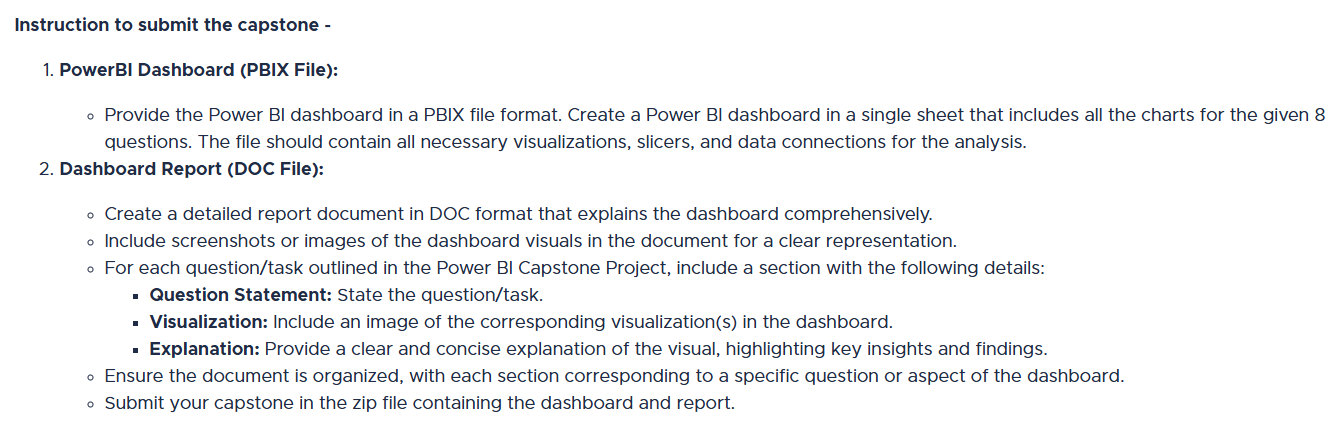 Instruction to submit the capstone -
1. PowerBI Dashboard (PBIX File):
Provide the Power BI dashboard in a PBIX file format. Create a Power BI dashboard in a single sheet that includes all the charts for the given 8
questions. The file should contain all necessary visualizations, slicers, and data connections for the analysis.
2. Dashboard Report (DOC File):
Create a detailed report document in DOC format that explains the dashboard comprehensively.
Include screenshots or images of the dashboard visuals in the document for a clear representation.
For each question/task outlined in the Power BI Capstone Project, include a section with the following details:
Question Statement: State the question/task.
Visualization: Include an image of the corresponding visualization(s) in the dashboard.
Explanation: Provide a clear and concise explanation of the visual, highlighting key insights and findings.
Ensure the document is organized, with each section corresponding to a specific question or aspect of the dashboard.
Submit your capstone in the zip file containing the dashboard and report.